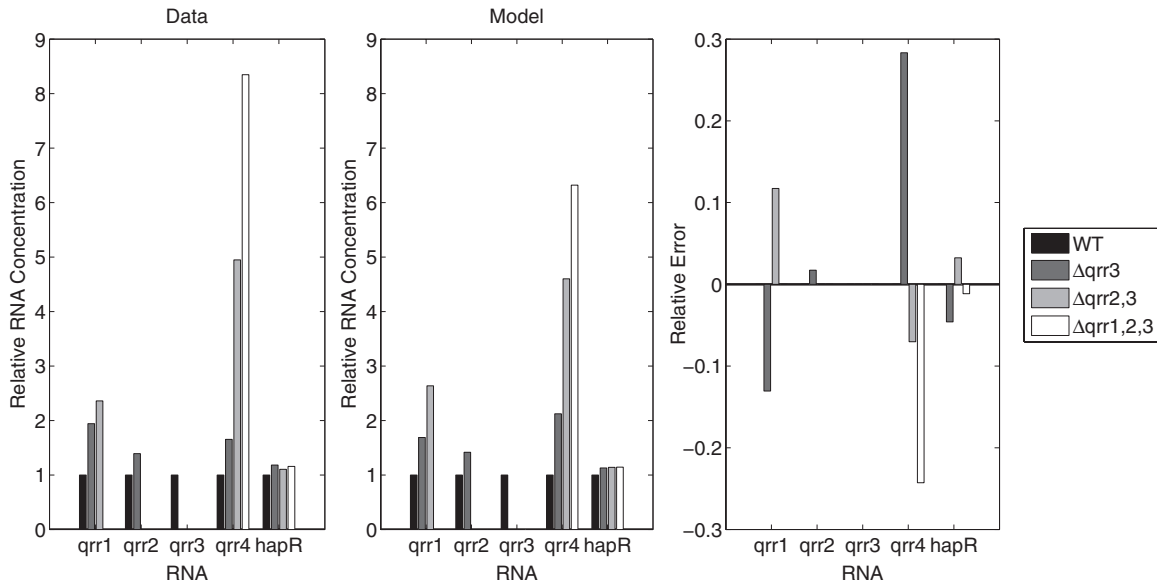 Data
Relative RNA Concentration
9
8
7
6
5
4
3
2
1
0
qrr1 qrr2 qrr3 qrr4 hapR
RNA
Model
Relative RNA Concentration
9
8
7
6
5
4
3
2
1
0
qrr1 qrr2 qrr3 qrr4 hapR
RNA
Relative Error
0.3
0.2
0.1
0
−0.1
−0.2
−0.3
qrr1 qrr2 qrr3 qrr4 hapR
RNA
WT
Δqrr3
Δqrr2,3
Δqrr1,2,3